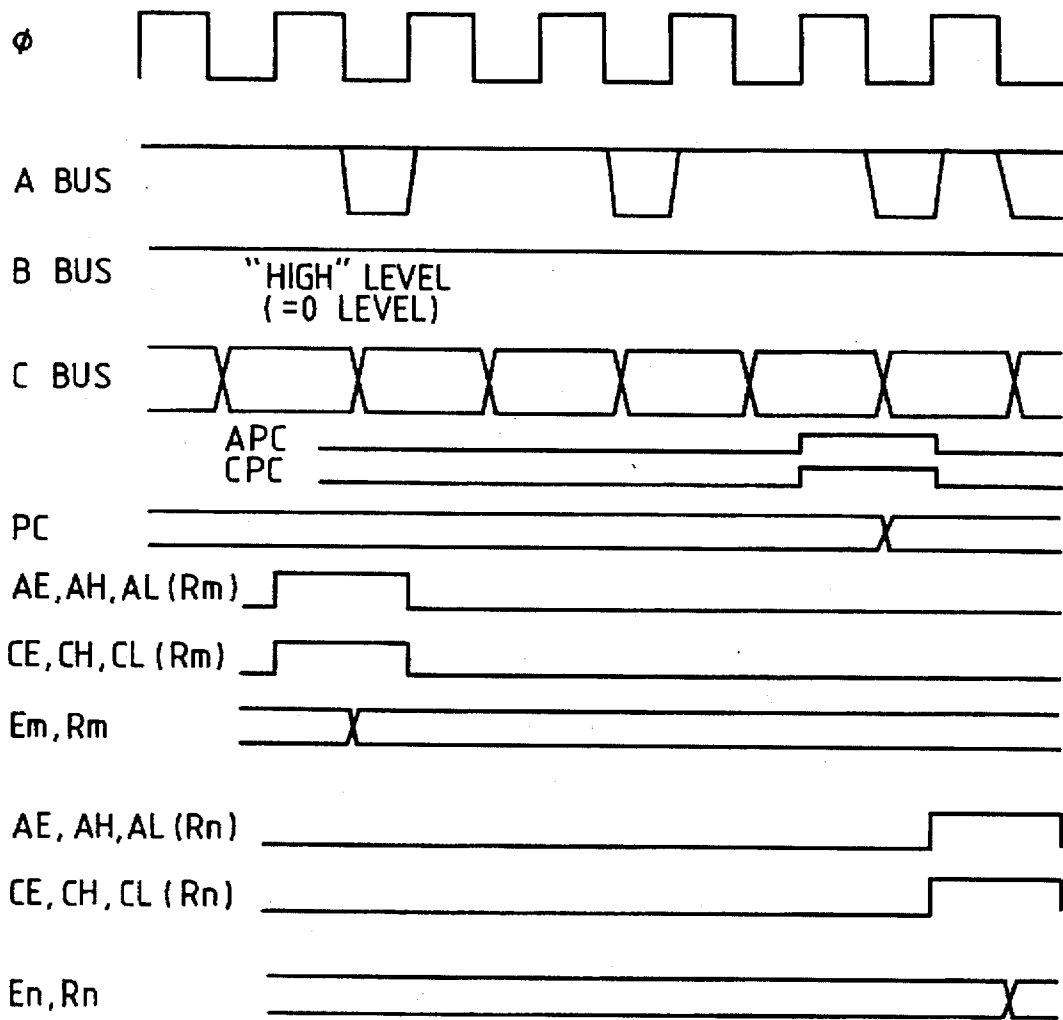 ϕ
A BUS
B BUS
"HIGH" LEVEL
(=0 LEVEL)
C BUS
APC
CPC
PC
AE, AH, AL (Rm)
CE, CH, CL (Rm)
Em, Rm
AE, AH, AL (Rn)
CE, CH, CL (Rn)
En, Rn